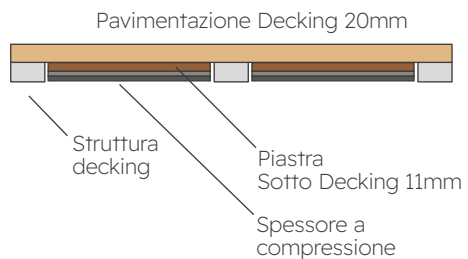 Pavimentazione Decking 20mm
Struttura
decking
Piastra
Sotto Decking 11mm
Spessore a
compressione